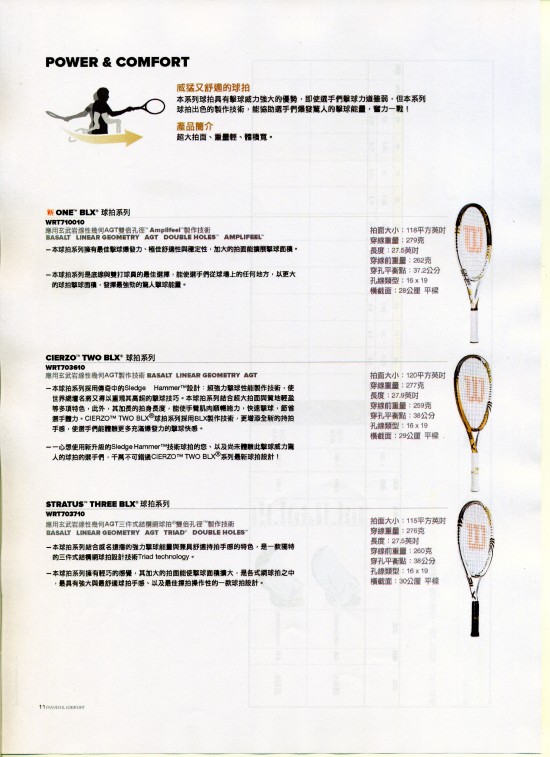 POWER & COMFORT
威猛又舒適的球拍
本系列球拍具有擊球威力強大的優勢，即使選手們擊球力道雖弱，但本系列
球拍出色的製作技術，能協助選手們爆發驚人的擊球能量，奮力一戰！
產品簡介
超大拍面、重量輕、體積寬。
新 ONE™ BLX® 球拍系列
WRT710010
應用玄武岩線性幾何AGT雙倍孔徑™Amplifeel™製作技術
BASALT LINEAR GEOMETRY AGT DOUBLE HOLES™ AMPLIFEEL™
－本球拍系列擁有最佳擊球爆發力、極佳舒適性與穩定性，加大的拍面能擴展擊球面積。
－本球拍系列是底線與雙打球員的最佳選擇，能使選手們從球場上的任何地方，以更大
的球拍擊球面積，發揮最強勁的驚人擊球能量。
拍面大小：118平方英吋
穿線重量：279克
長度：27.5英吋
穿線前重量：262克
穿孔平衡點：37.2公分
孔線類型：16 x 19
橫截面：28公厘 平樑
CIERZO™ TWO BLX® 球拍系列
WRT703610
應用玄武岩線性幾何AGT製作技術 BASALT LINEAR GEOMETRY AGT
－本球拍系列採用傳奇中的Sledge Hammer™設計：超強力擊球性能製作技術，使
世界網壇名將又得以重現其高超的擊球技巧。本球拍系列結合超大拍面與質地輕盈
等多項特色，此外，其加長的拍身長度，能使手臂肌肉順暢施力，快速擊球，節省
選手體力。CIERZO™ TWO BLX®球拍系列採用BLX製作技術，更增添全新的持拍
手感，使選手們能體驗更多充滿爆發力的擊球快感。
－一心想使用新升級的Sledge Hammer™技術球拍的您、以及尚未體驗此擊球威力驚
人的球拍的選手們，千萬不可錯過CIERZO™ TWO BLX®系列最新球拍設計！
拍面大小：120平方英吋
穿線重量：277克
長度：27.9英吋
穿線前重量：259克
穿孔平衡點：38公分
孔線類型：16 x 19
橫截面：29公厘 平樑
STRATUS™ THREE BLX® 球拍系列
WRT703710
應用玄武岩線性幾何AGT三件式結構網球拍®雙倍孔徑™製作技術
BASALT LINEAR GEOMETRY AGT TRIAD® DOUBLE HOLES™
－本球拍系列結合威名遠播的強力擊球能量與兼具舒適持拍手感的特色，是一款獨特
的三件式結構網球拍設計技術Triad technology。
－本球拍系列擁有輕巧的感覺，其加大的拍面能使擊球面積擴大，是各式網球拍之中
，最具有強大與最舒適球拍手感、以及最佳揮拍操作性的一款球拍設計。
拍面大小：115平方英吋
穿線重量：276克
長度：27.5英吋
穿線前重量：260克
穿孔平衡點：38公分
孔線類型：16 x 19
橫截面：30公厘 平樑
11 POWER & COMFORT